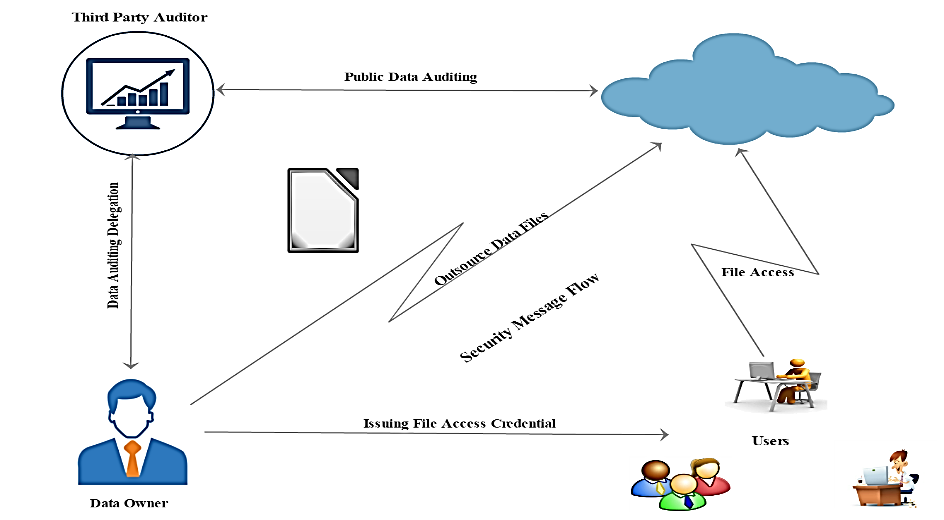 Third Party Auditor
Public Data Auditing
Data Auditing Delegation
Outsource Data Files
Security Message Flow
File Access
Issuing File Access Credential
Users
Data Owner